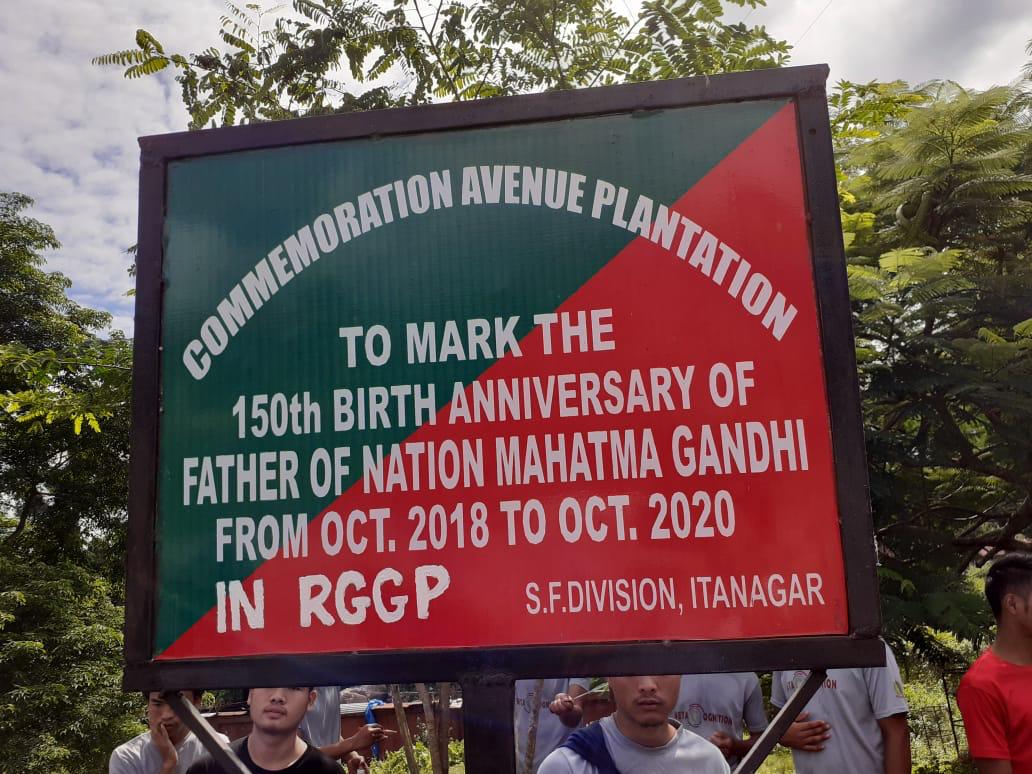 COMMEMORATION AVENUE PLANTATION
TO MARK THE
150th BIRTH ANNIVERSARY OF
FATHER OF NATION MAHATMA GANDHI
FROM OCT. 2018 TO OCT. 2020
IN RGGP
S.F.DIVISION, ITANAGAR